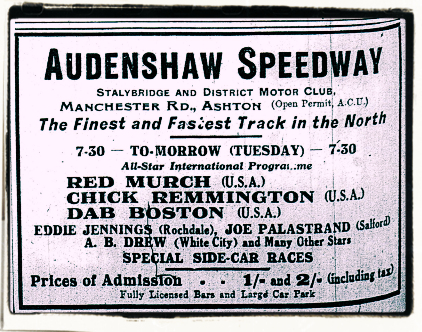 AUDENSHAW SPEEDWAY
STALYBRIDGE AND DISTRICT MOTOR CLUB,
MANCHESTER RD., ASHTON (Open Permit, A.C.U.)
The Finest and Fastest Track in the North
7-30 — TO-MORROW (TUESDAY) — 7-30
All-Star International Programme
RED MURCH (U.S.A.)
CHICK REMMINGTON (U.S.A.)
DAB BOSTON (U.S.A.)
EDDIE JENNINGS (Rochdale), JOE PALASTRAND (Salford)
A. B. DREW (White City) and Many Other Stars
SPECIAL SIDE-CAR RACES
Prices of Admission . . 1/- and 2/- (including tax)
Fully Licensed Bars and Large Car Park